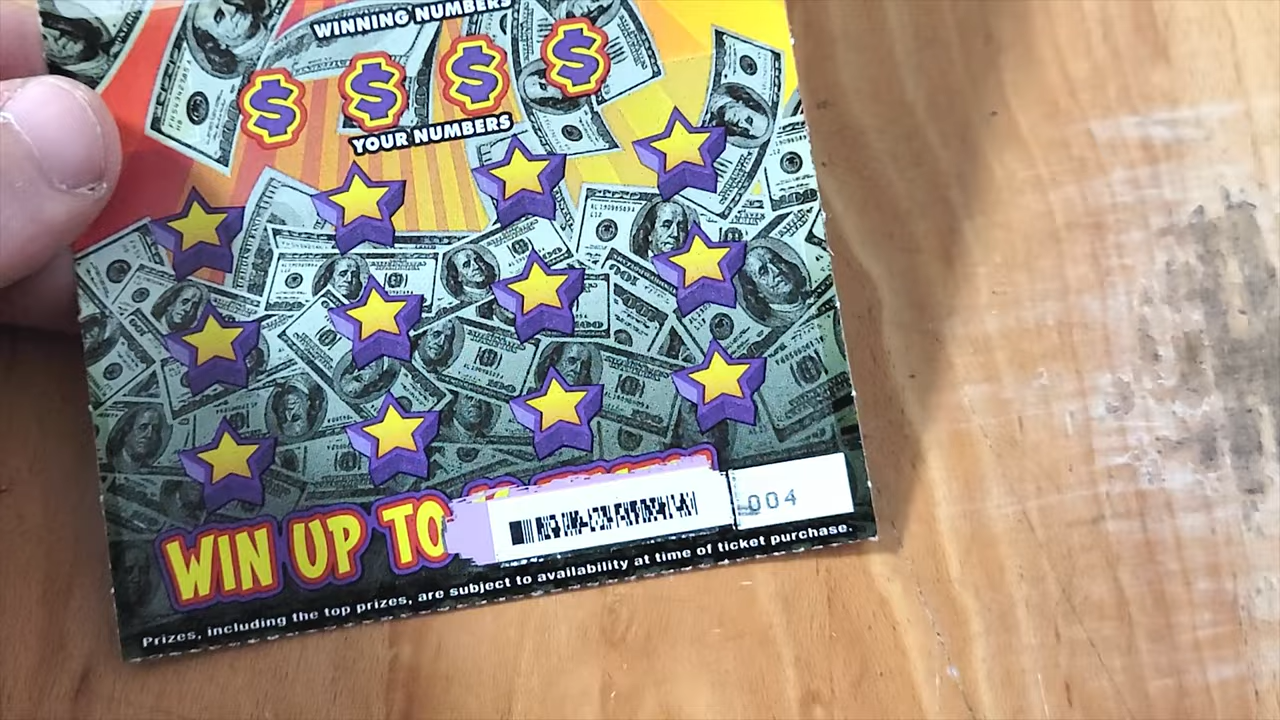 WINNING NUMBERS
$ $ $ $
YOUR NUMBERS
WIN UP TO
004
Prizes, including the top prizes, are subject to availability at time of ticket purchase.